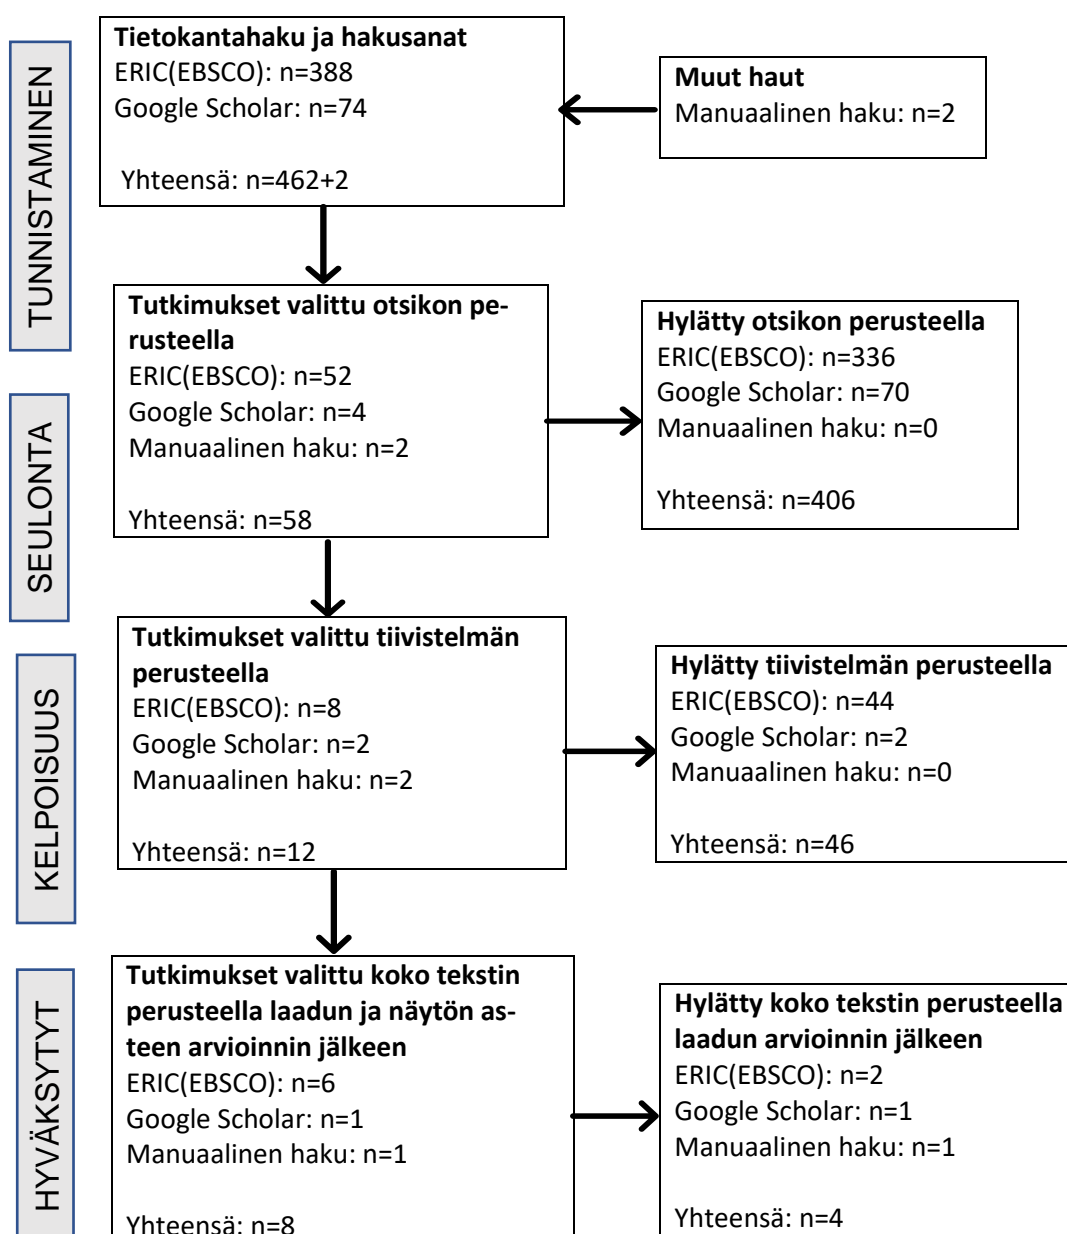 TUNNISTAMINEN
Tietokantahaku ja hakusanat
ERIC(EBSCO): n=388
Google Scholar: n=74
Yhteensä: n=462+2
Muut haut
Manuaalinen haku: n=2
Tutkimukset valittu otsikon pe-
rusteella
ERIC(EBSCO): n=52
Google Scholar: n=4
Manuaalinen haku: n=2
Yhteensä: n=58
Hylätty otsikon perusteella
ERIC(EBSCO): n=336
Google Scholar: n=70
Manuaalinen haku: n=0
Yhteensä: n=406
SEULONTA
Tutkimukset valittu tiivistelmän
perusteella
ERIC(EBSCO): n=8
Google Scholar: n=2
Manuaalinen haku: n=2
Yhteensä: n=12
Hylätty tiivistelmän perusteella
ERIC(EBSCO): n=44
Google Scholar: n=2
Manuaalinen haku: n=0
Yhteensä: n=46
KELPOISUUS
Tutkimukset valittu koko tekstin
perusteella laadun ja näytön as-
teen arvioinnin jälkeen
ERIC(EBSCO): n=6
Google Scholar: n=1
Manuaalinen haku: n=1
Yhteensä: n=8
Hylätty koko tekstin perusteella
laadun arvioinnin jälkeen
ERIC(EBSCO): n=2
Google Scholar: n=1
Manuaalinen haku: n=1
Yhteensä: n=4
HYVÄKSYTYT